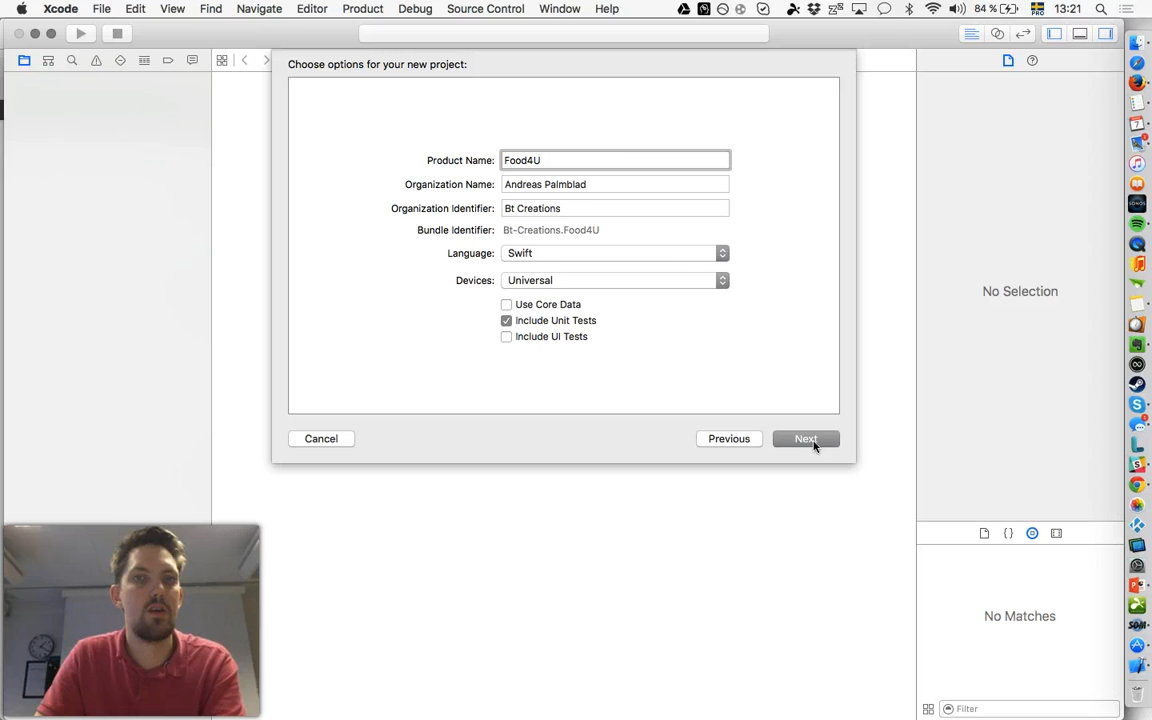 Xcode File Edit View Find Navigate Editor Product Debug Source Control Window Help 84 % 13:21
Choose options for your new project:
Product Name: Food4U
Organization Name: Andreas Palmblad
Organization Identifier: Bt Creations
Bundle Identifier: Bt-Creations.Food4U
Language: Swift
Devices: Universal
Use Core Data
Include Unit Tests
Include UI Tests
Cancel Previous Next
No Selection
No Matches
Filter